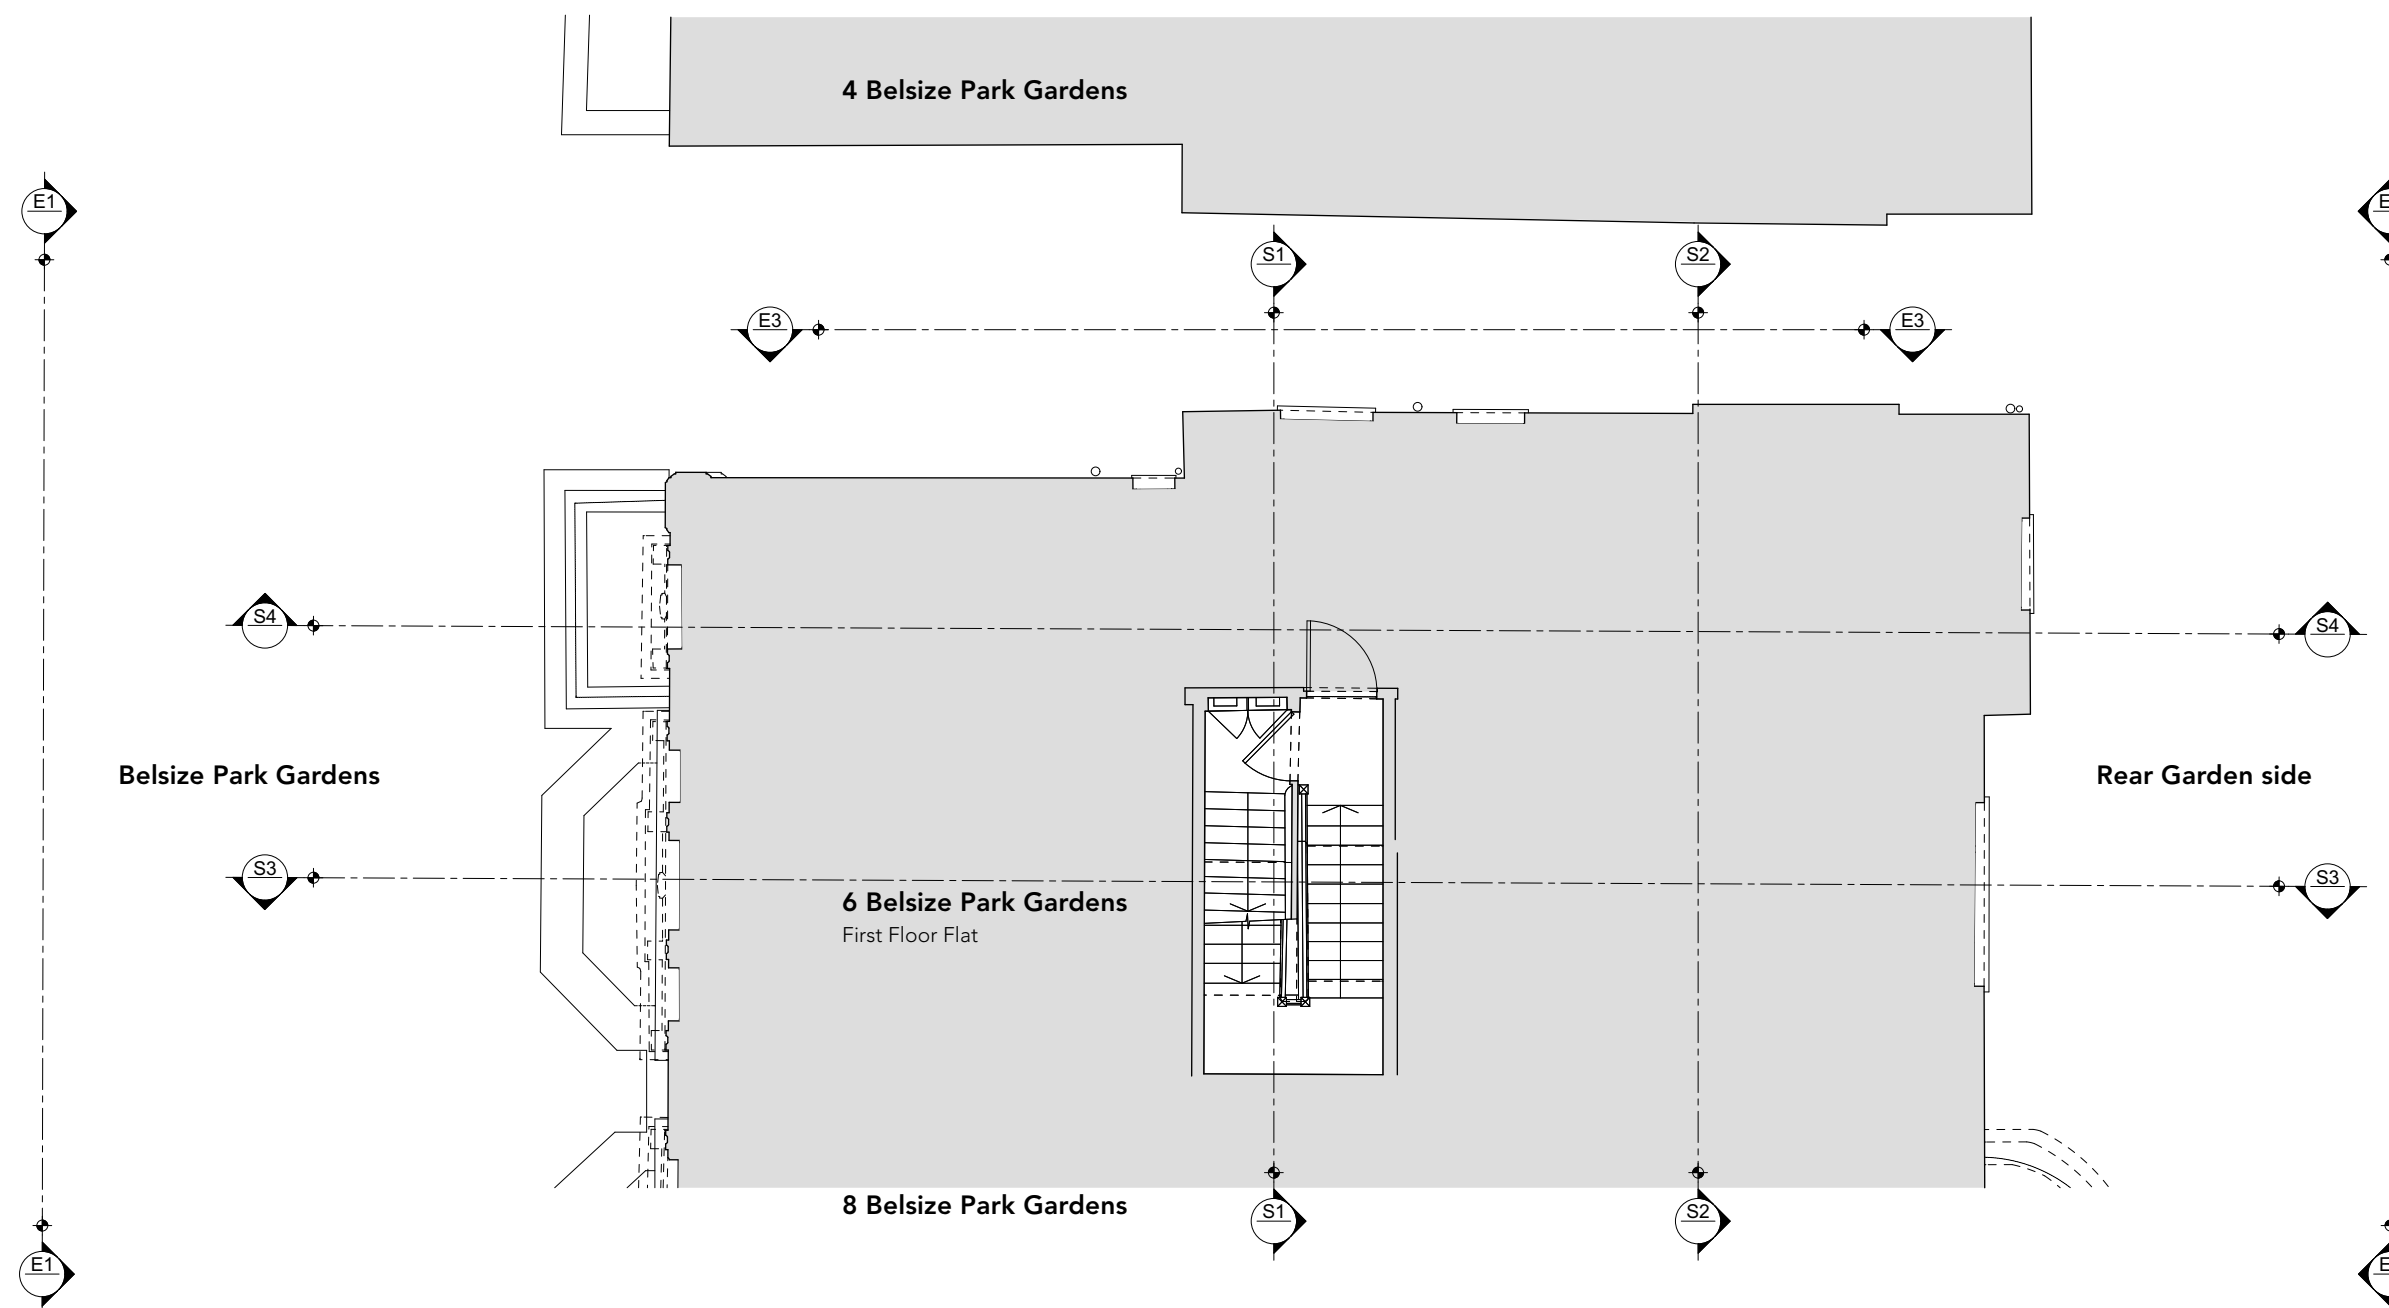 4 Belsize Park Gardens
E1
E
S1
S2
E3
E3
S4
S4
Belsize Park Gardens
Rear Garden side
S3
S3
6 Belsize Park Gardens
First Floor Flat
8 Belsize Park Gardens
S1
S2
E1
E